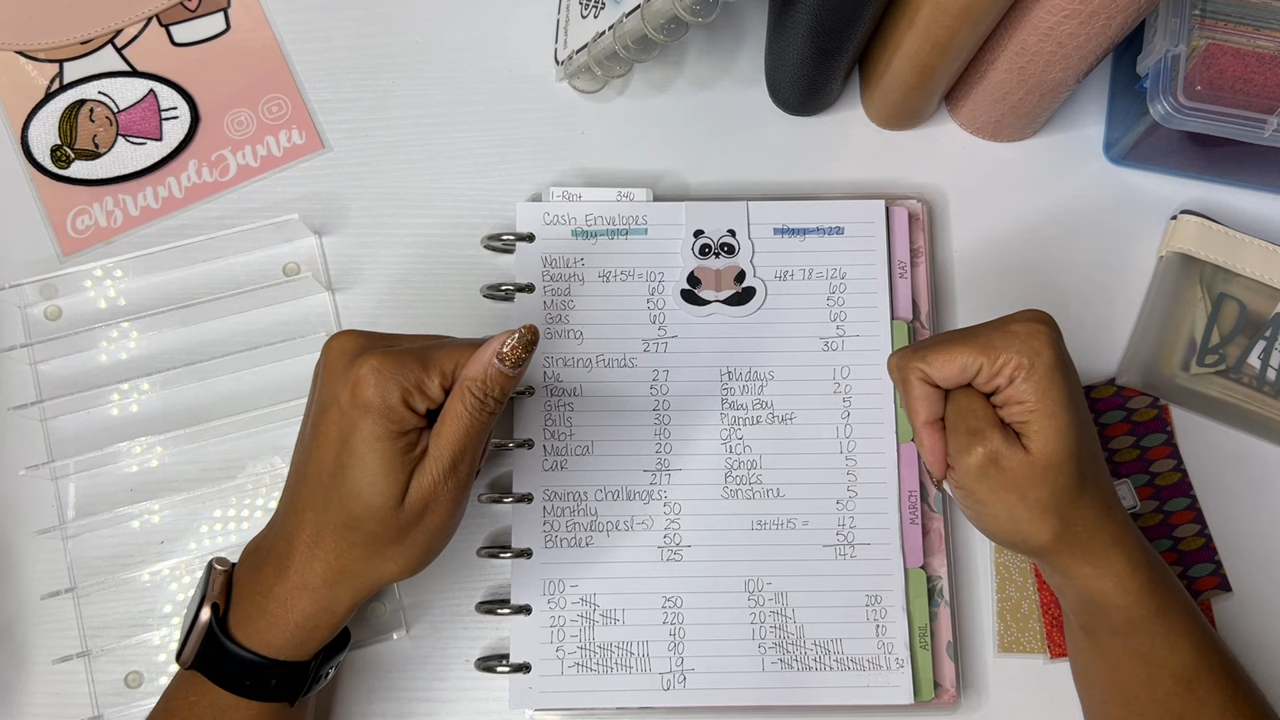 @BrandiJanei
1-Rent 340
Cash Envelopes
Pay-619 Pay-522
Wallet:
Beauty 48+54=102 48+78=126
Food 60 60
Misc 50 50
Gas 60 60
Giving 5 5
277 301
Sinking Funds:
Me 27 Holidays 10
Travel 50 Go Wild 20
Gifts 20 Baby Boy 5
Bills 30 Planner Stuff 9
Debt 40 CPC 10
Medical 20 Tech 10
Car 30 School 5
217 Books 5
Savings Challenges: Sonshine 5
Monthly 50 50
50 Envelopes(-5) 25 13+14+15= 42
Binder 50 50
125 142
100- 100-
50- 250 50- 200
20- 220 20- 120
10- 40 10- 80
5- 90 5- 90
1- 19 1- 32
619
MAY
MARCH
APRIL